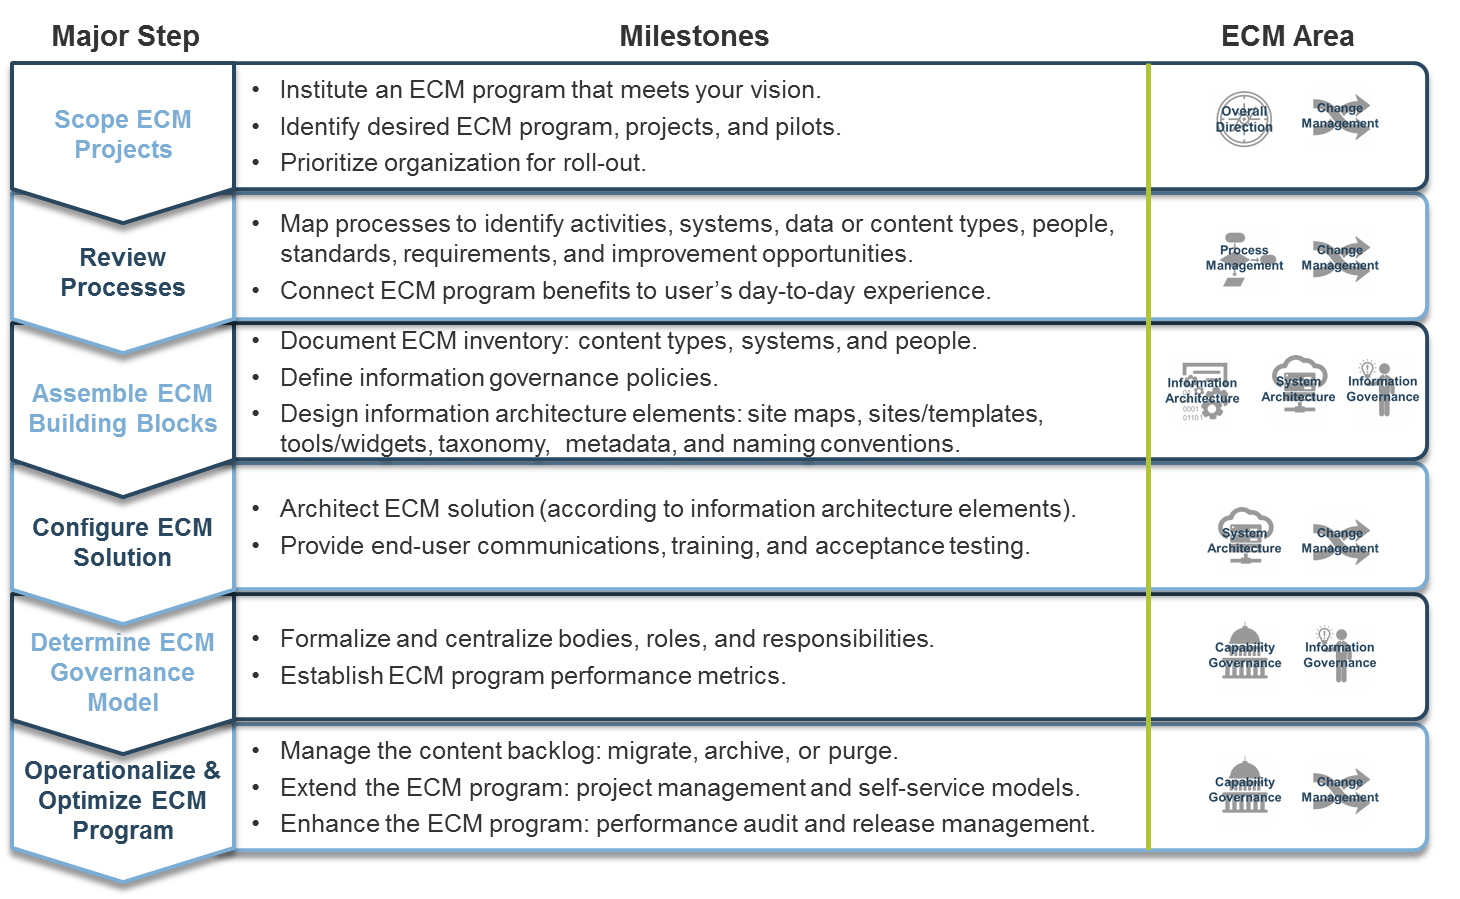 Major Step
Milestones
ECM Area
Scope ECM
Projects
• Institute an ECM program that meets your vision.
• Identify desired ECM program, projects, and pilots.
• Prioritize organization for roll-out.
Overall
Direction
Change
Management
Review
Processes
• Map processes to identify activities, systems, data or content types, people,
standards, requirements, and improvement opportunities.
• Connect ECM program benefits to user’s day-to-day experience.
Process
Management
Change
Management
Assemble ECM
Building Blocks
• Document ECM inventory: content types, systems, and people.
• Define information governance policies.
• Design information architecture elements: site maps, sites/templates,
tools/widgets, taxonomy,  metadata, and naming conventions.
Information
Architecture
0001
System
Architecture
Information
Governance
Configure ECM
Solution
• Architect ECM solution (according to information architecture elements).
• Provide end-user communications, training, and acceptance testing.
System
Architecture
Change
Management
Determine ECM
Governance
Model
• Formalize and centralize bodies, roles, and responsibilities.
• Establish ECM program performance metrics.
Capability
Governance
Information
Governance
Operationalize &
Optimize ECM
Program
• Manage the content backlog: migrate, archive, or purge.
• Extend the ECM program: project management and self-service models.
• Enhance the ECM program: performance audit and release management.
Capability
Governance
Change
Management